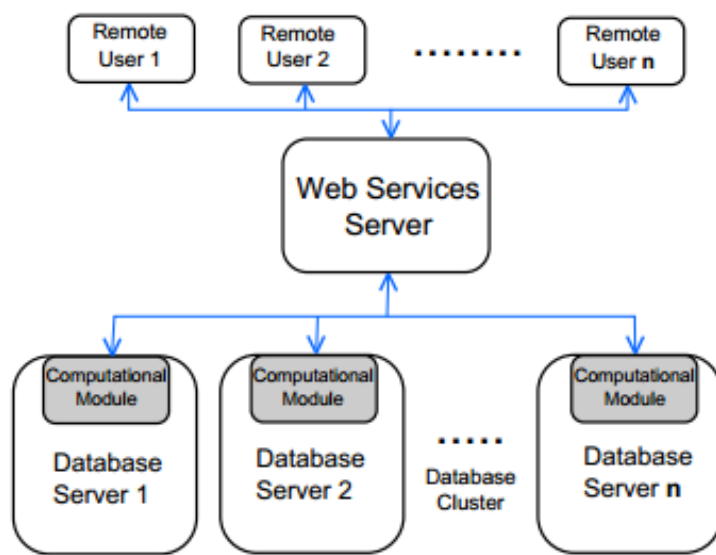 Remote
User 1
Remote
User 2
........
Remote
User n
Web Services
Server
Computational
Module
Database
Server 1
Computational
Module
Database
Server 2
.....
Database
Cluster
Computational
Module
Database
Server n